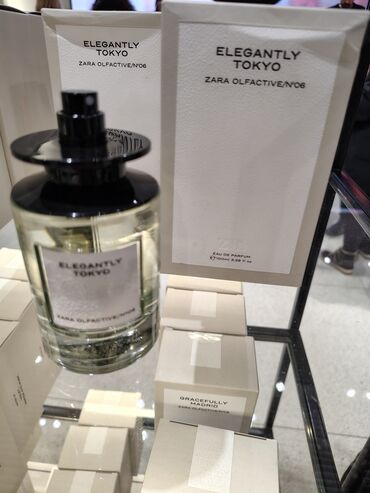 ELEGANTLY
TOKYO
ZARA OLFACTIVE/Nº06
ELEGANTLY
TOKYO
ZARA OLFACTIVE/Nº06
EAU DE PARFUM
ELEGANTLY
TOKYO
ZARA OLFACTIVE/Nº06
GRACEFULLY
MADRID